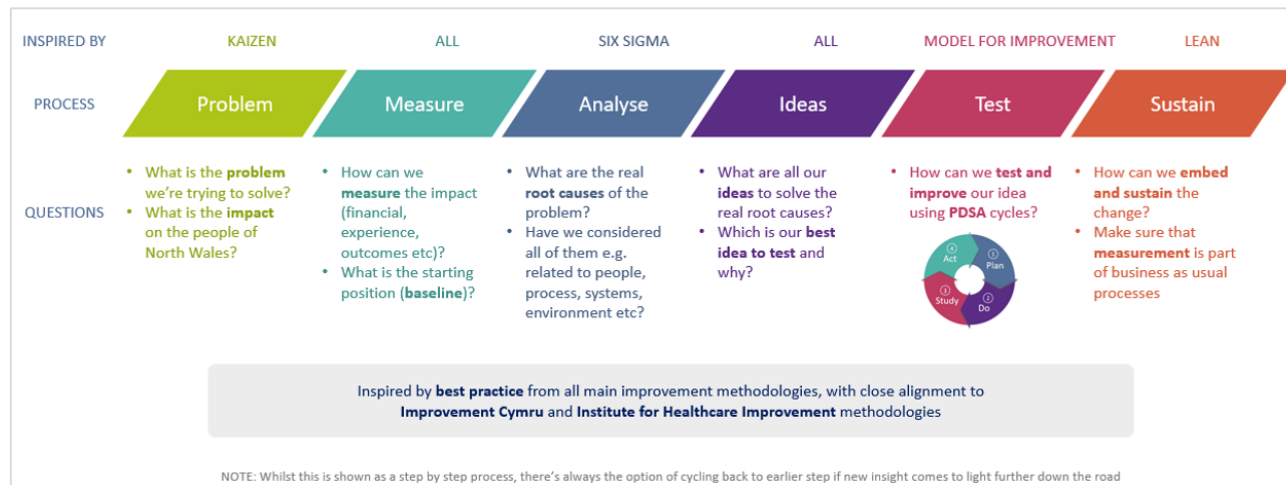 INSPIRED BY
KAIZEN
ALL
SIX SIGMA
ALL
MODEL FOR IMPROVEMENT
LEAN
PROCESS
Problem
Measure
Analyse
Ideas
Test
Sustain
QUESTIONS
• What is the problem
we're trying to solve?
• What is the impact
on the people of
North Wales?
• How can we
measure the impact
(financial,
experience,
outcomes etc)?
• What is the starting
position (baseline)?
• What are the real
root causes of the
problem?
• Have we considered
all of them e.g.
related to people,
process, systems,
environment etc?
• What are all our
ideas to solve the
real root causes?
• Which is our best
idea to test and
why?
• How can we test and
improve our idea
using PDSA cycles?
④
Act
①
Plan
③
Study
②
Do
• How can we embed
and sustain the
change?
• Make sure that
measurement is part
of business as usual
processes
Inspired by best practice from all main improvement methodologies, with close alignment to
Improvement Cymru and Institute for Healthcare Improvement methodologies
NOTE: Whilst this is shown as a step by step process, there's always the option of cycling back to earlier step if new insight comes to light further down the road